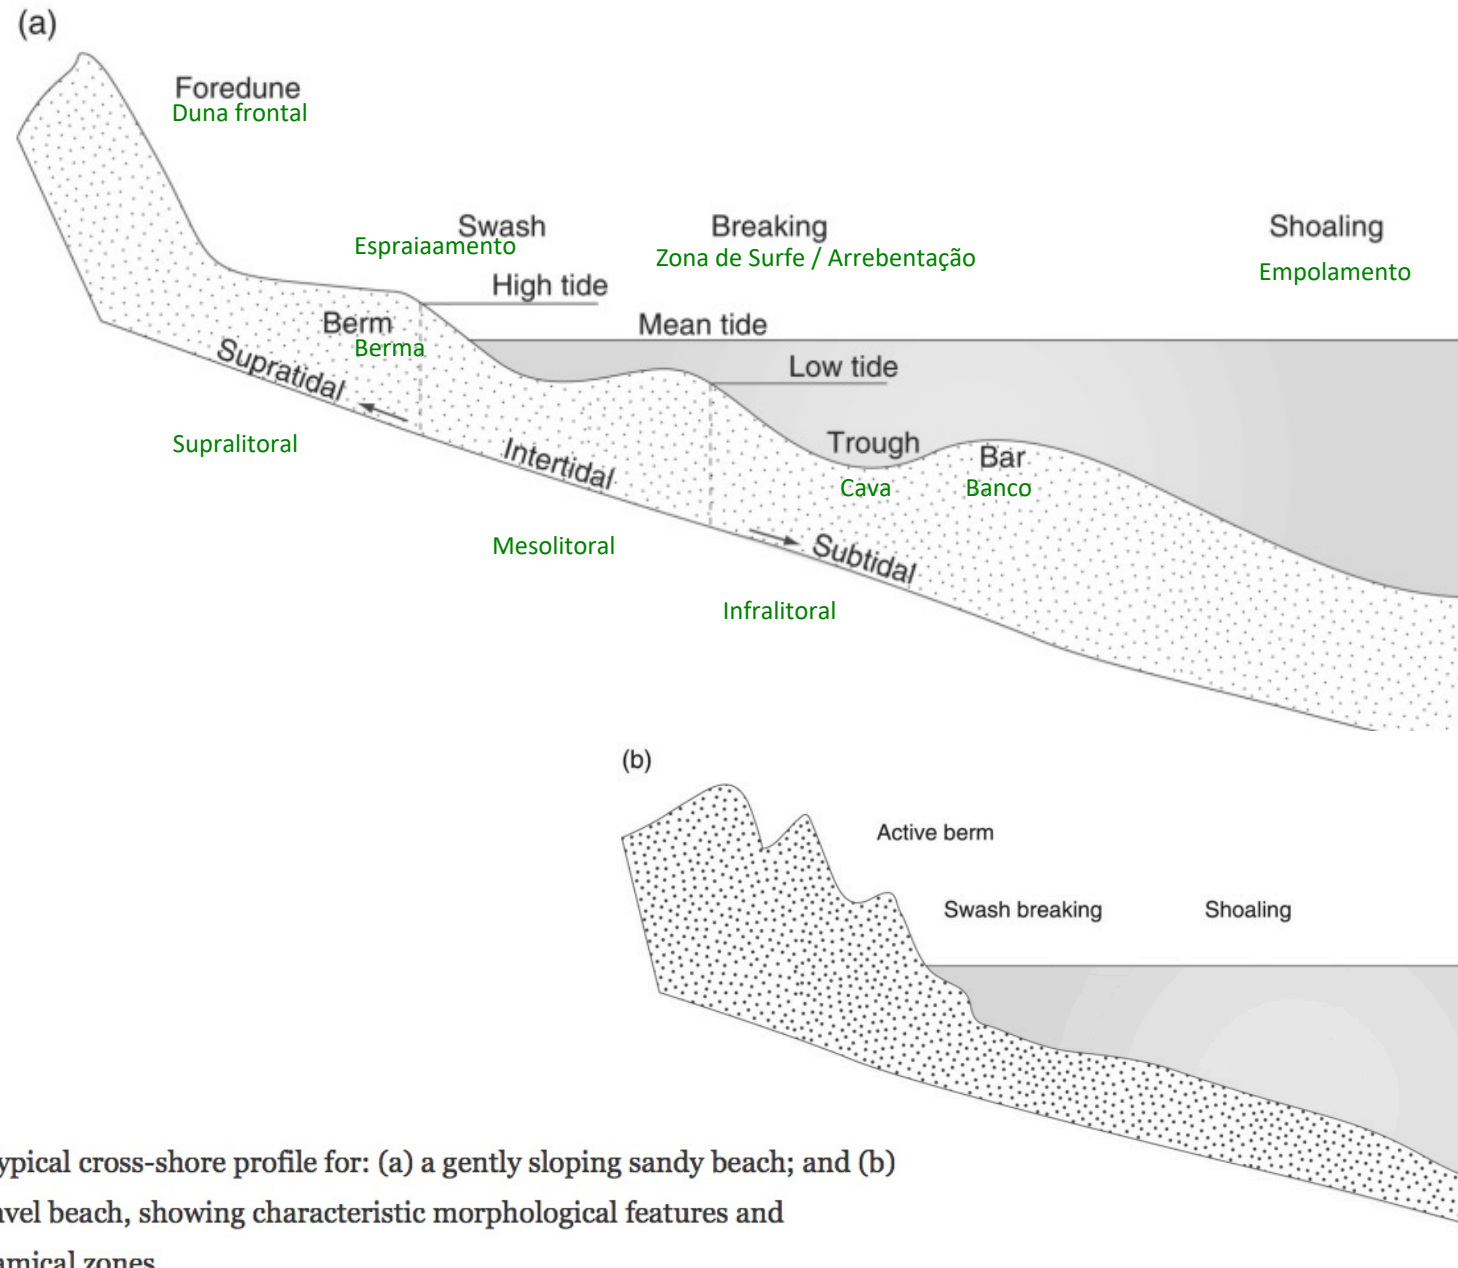 (a)
Foredune
Duna frontal
Swash
Espraiaamento
Breaking
Zona de Surfe / Arrebentação
Shoaling
Empolamento
High tide
Mean tide
Low tide
Berm
Berma
Supratidal
Supralitoral
Intertidal
Mesolitoral
Trough
Cava
Bar
Banco
Subtidal
Infralitoral
(b)
Active berm
Swash breaking
Shoaling
ypical cross-shore profile for: (a) a gently sloping sandy beach; and (b)
avel beach, showing characteristic morphological features and
amical zones